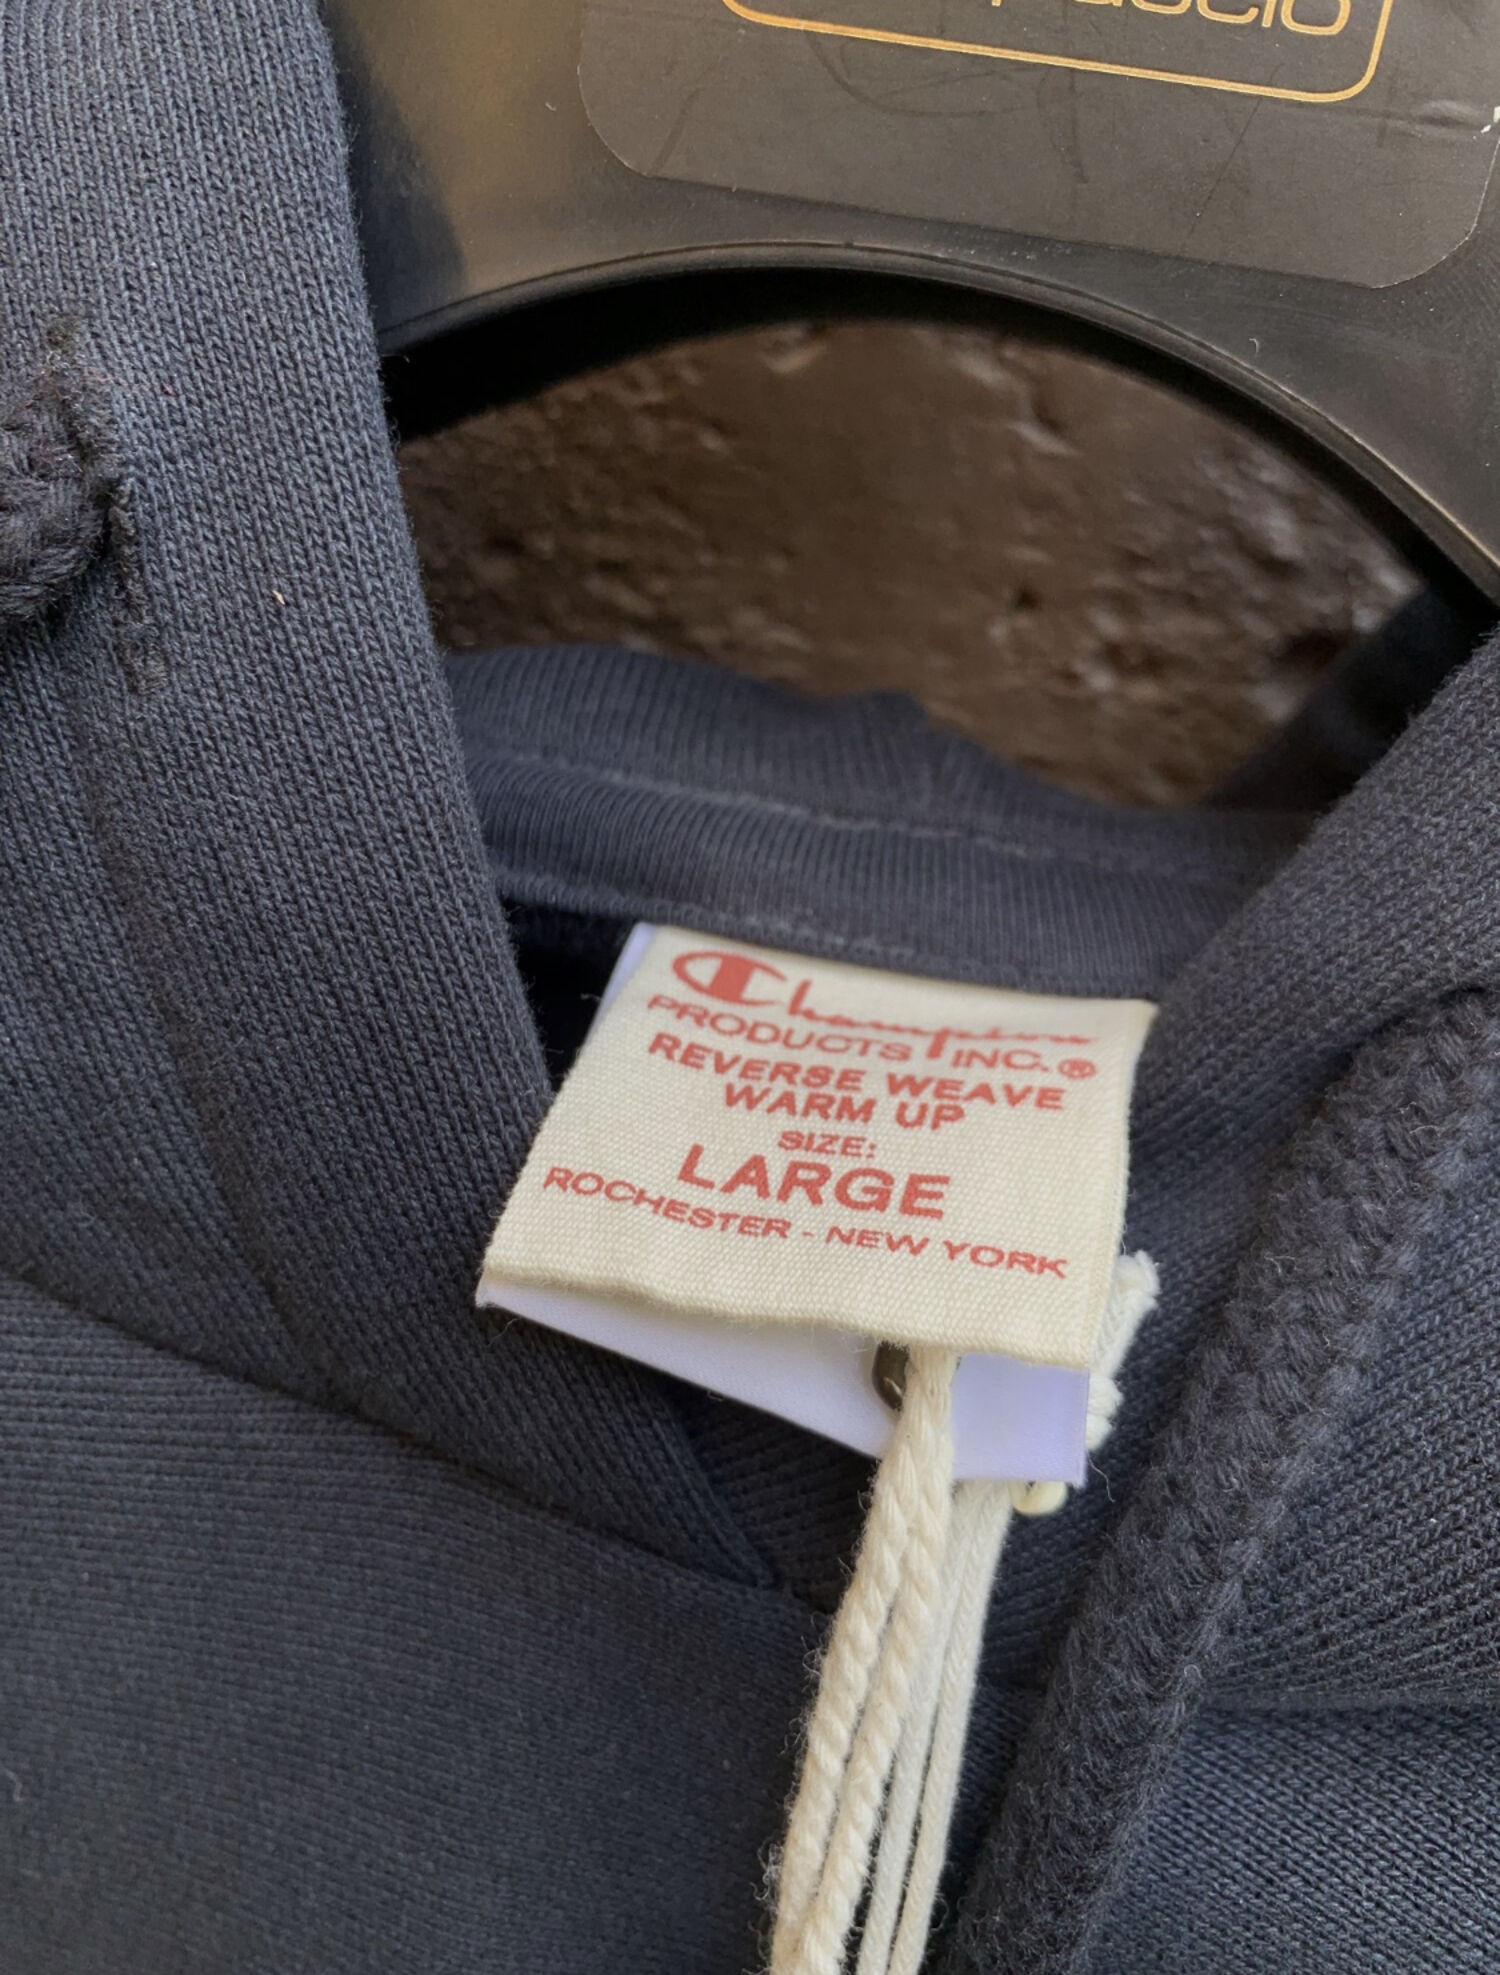 Champion
PRODUCTS INC.®
REVERSE WEAVE
WARM UP
SIZE:
LARGE
ROCHESTER - NEW YORK